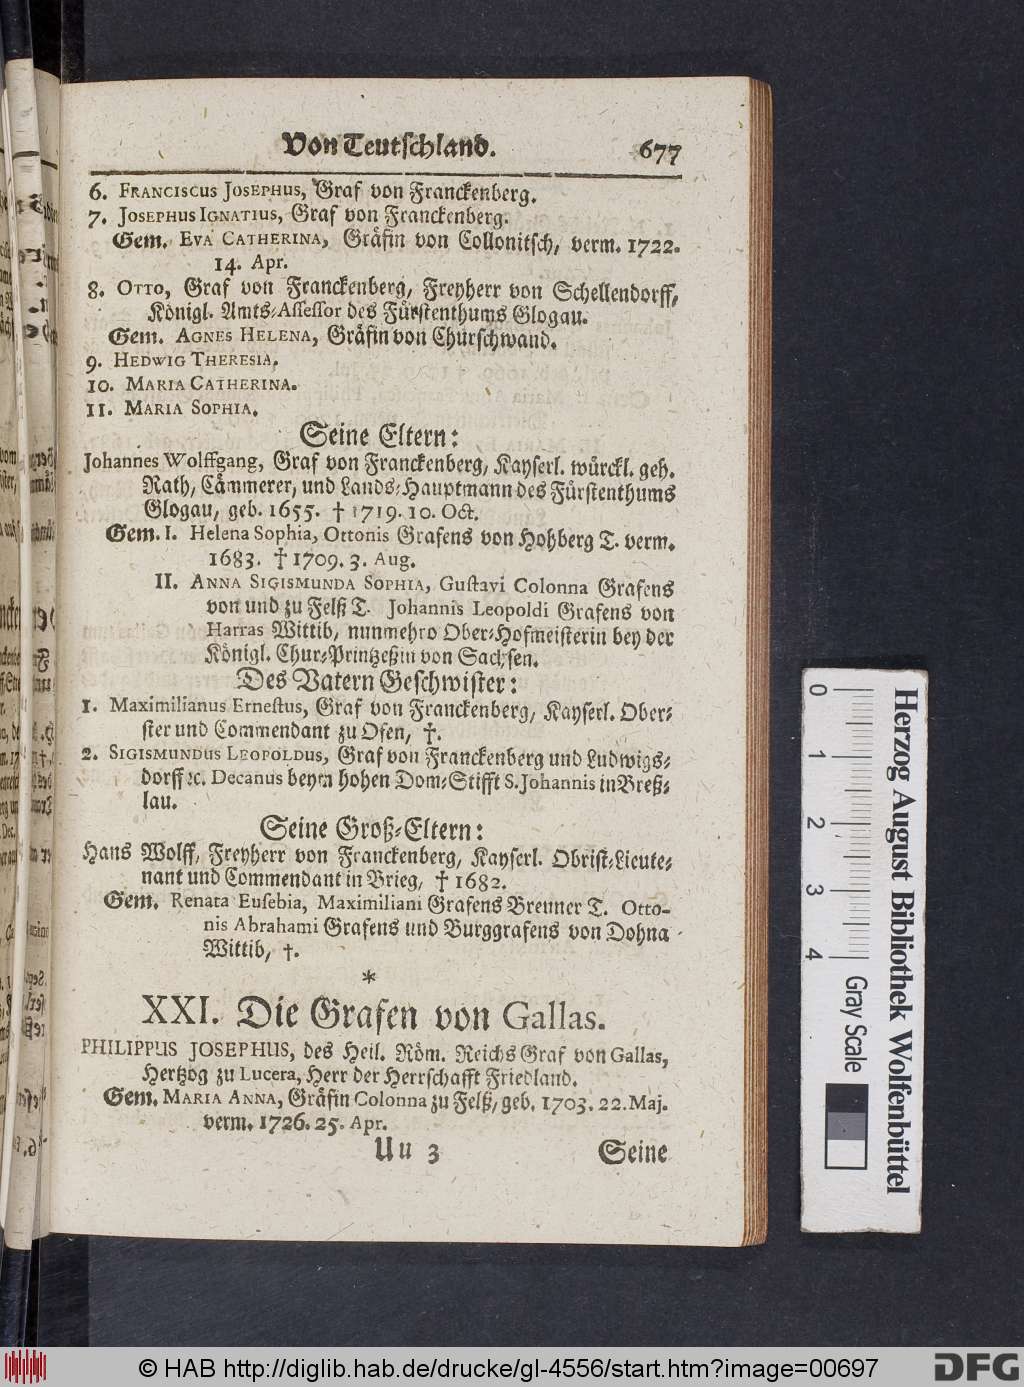 Von Teutschland. 677
6. Franciscus Josephus, Graf von Franckenberg.
7. Josephus Ignatius, Graf von Franckenberg.
Gem. Eva Catherina, Gräfin von Collonitsch, verm. 1722.
14. Apr.
8. Otto, Graf von Franckenberg, Freyherr von Schellendorff,
Königl. Amts-Assessor des Fürstenthums Glogau.
Gem. Agnes Helena, Gräfin von Churschwand.
9. Hedwig Theresia.
10. Maria Catherina.
11. Maria Sophia.
Seine Eltern:
Johannes Wolffgang, Graf von Franckenberg, Kayserl. würckl. geh.
Rath, Cämmerer, und Lands-Hauptmann des Fürstenthums
Glogau, geb. 1655. † 1719. 10. Oct.
Gem. I. Helena Sophia, Ottonis Grafens von Hohberg T. verm.
1683. † 1709. 3. Aug.
II. Anna Sigismunda Sophia, Gustavi Colonna Grafens
von und zu Felß T. Johannis Leopoldi Grafens von
Harras Wittib, nunmehro Ober-Hofmeisterin bey der
Königl. Chur-Printzeßin von Sachsen.
Des Vatern Geschwister:
1. Maximilianus Ernestus, Graf von Franckenberg, Kayserl. Ober-
ster und Commendant zu Ofen, †.
2. Sigismundus Leopoldus, Graf von Franckenberg und Ludwigs-
dorff ꝛc. Decanus beym hohen Dom-Stifft S. Johannis in Breß-
lau.
Seine Groß-Eltern:
Hans Wolff, Freyherr von Franckenberg, Kayserl. Obrist-Lieute-
nant und Commendant in Brieg, † 1682.
Gem. Renata Eusebia, Maximiliani Grafens Breuner T. Otto-
nis Abrahami Grafens und Burggrafens von Dohna
Wittib, †.
*
XXI. Die Grafen von Gallas.
PHILIPPUS JOSEPHUS, des Heil. Röm. Reichs Graf von Gallas,
Hertzog zu Lucera, Herr der Herrschafft Friedland.
Gem. Maria Anna, Gräfin Colonna zu Felß, geb. 1703. 22. Maj.
verm. 1726. 25. Apr.
Uu 3 Seine
0 1 2 3 4
Gray Scale
Herzog August Bibliothek Wolfenbüttel
© HAB http://diglib.hab.de/drucke/gl-4556/start.htm?image=00697
DFG